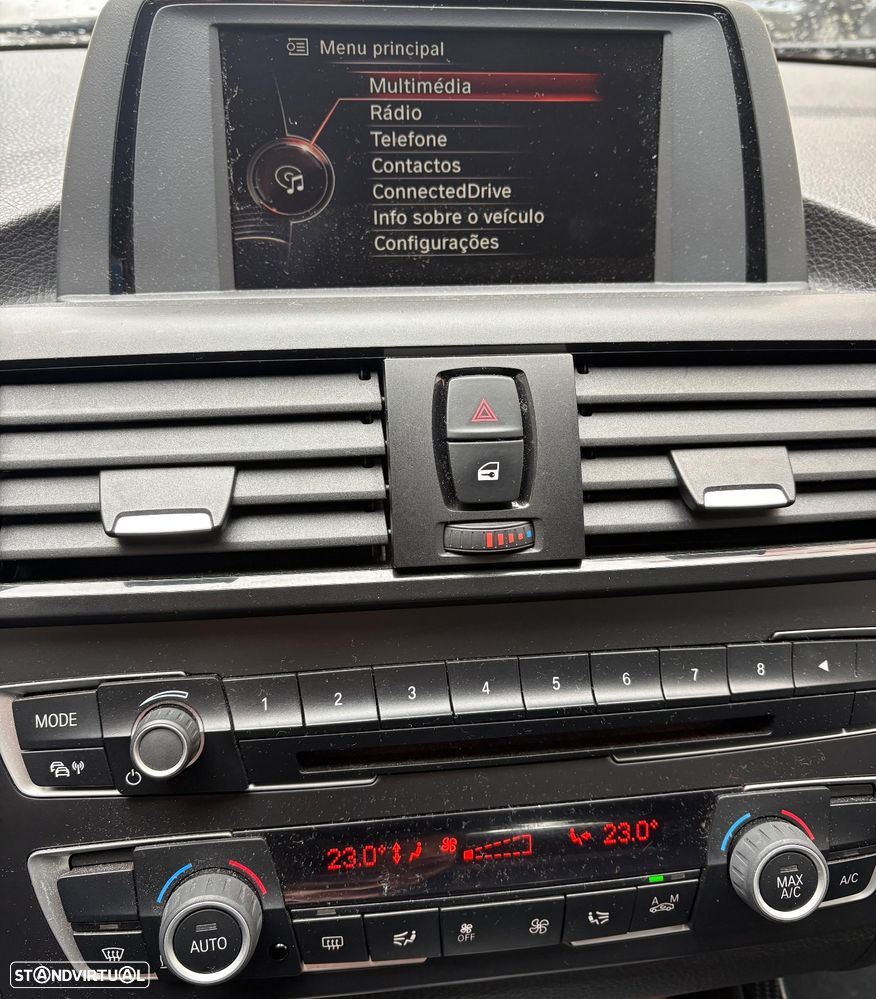 Menu principal
Multimédia
Rádio
Telefone
Contactos
ConnectedDrive
Info sobre o veículo
Configurações
MODE
1 2 3 4 5 6 7 8
23.0° 23.0°
AUTO
OFF
A M
MAX
A/C
A/C
STANDVIRTUAL